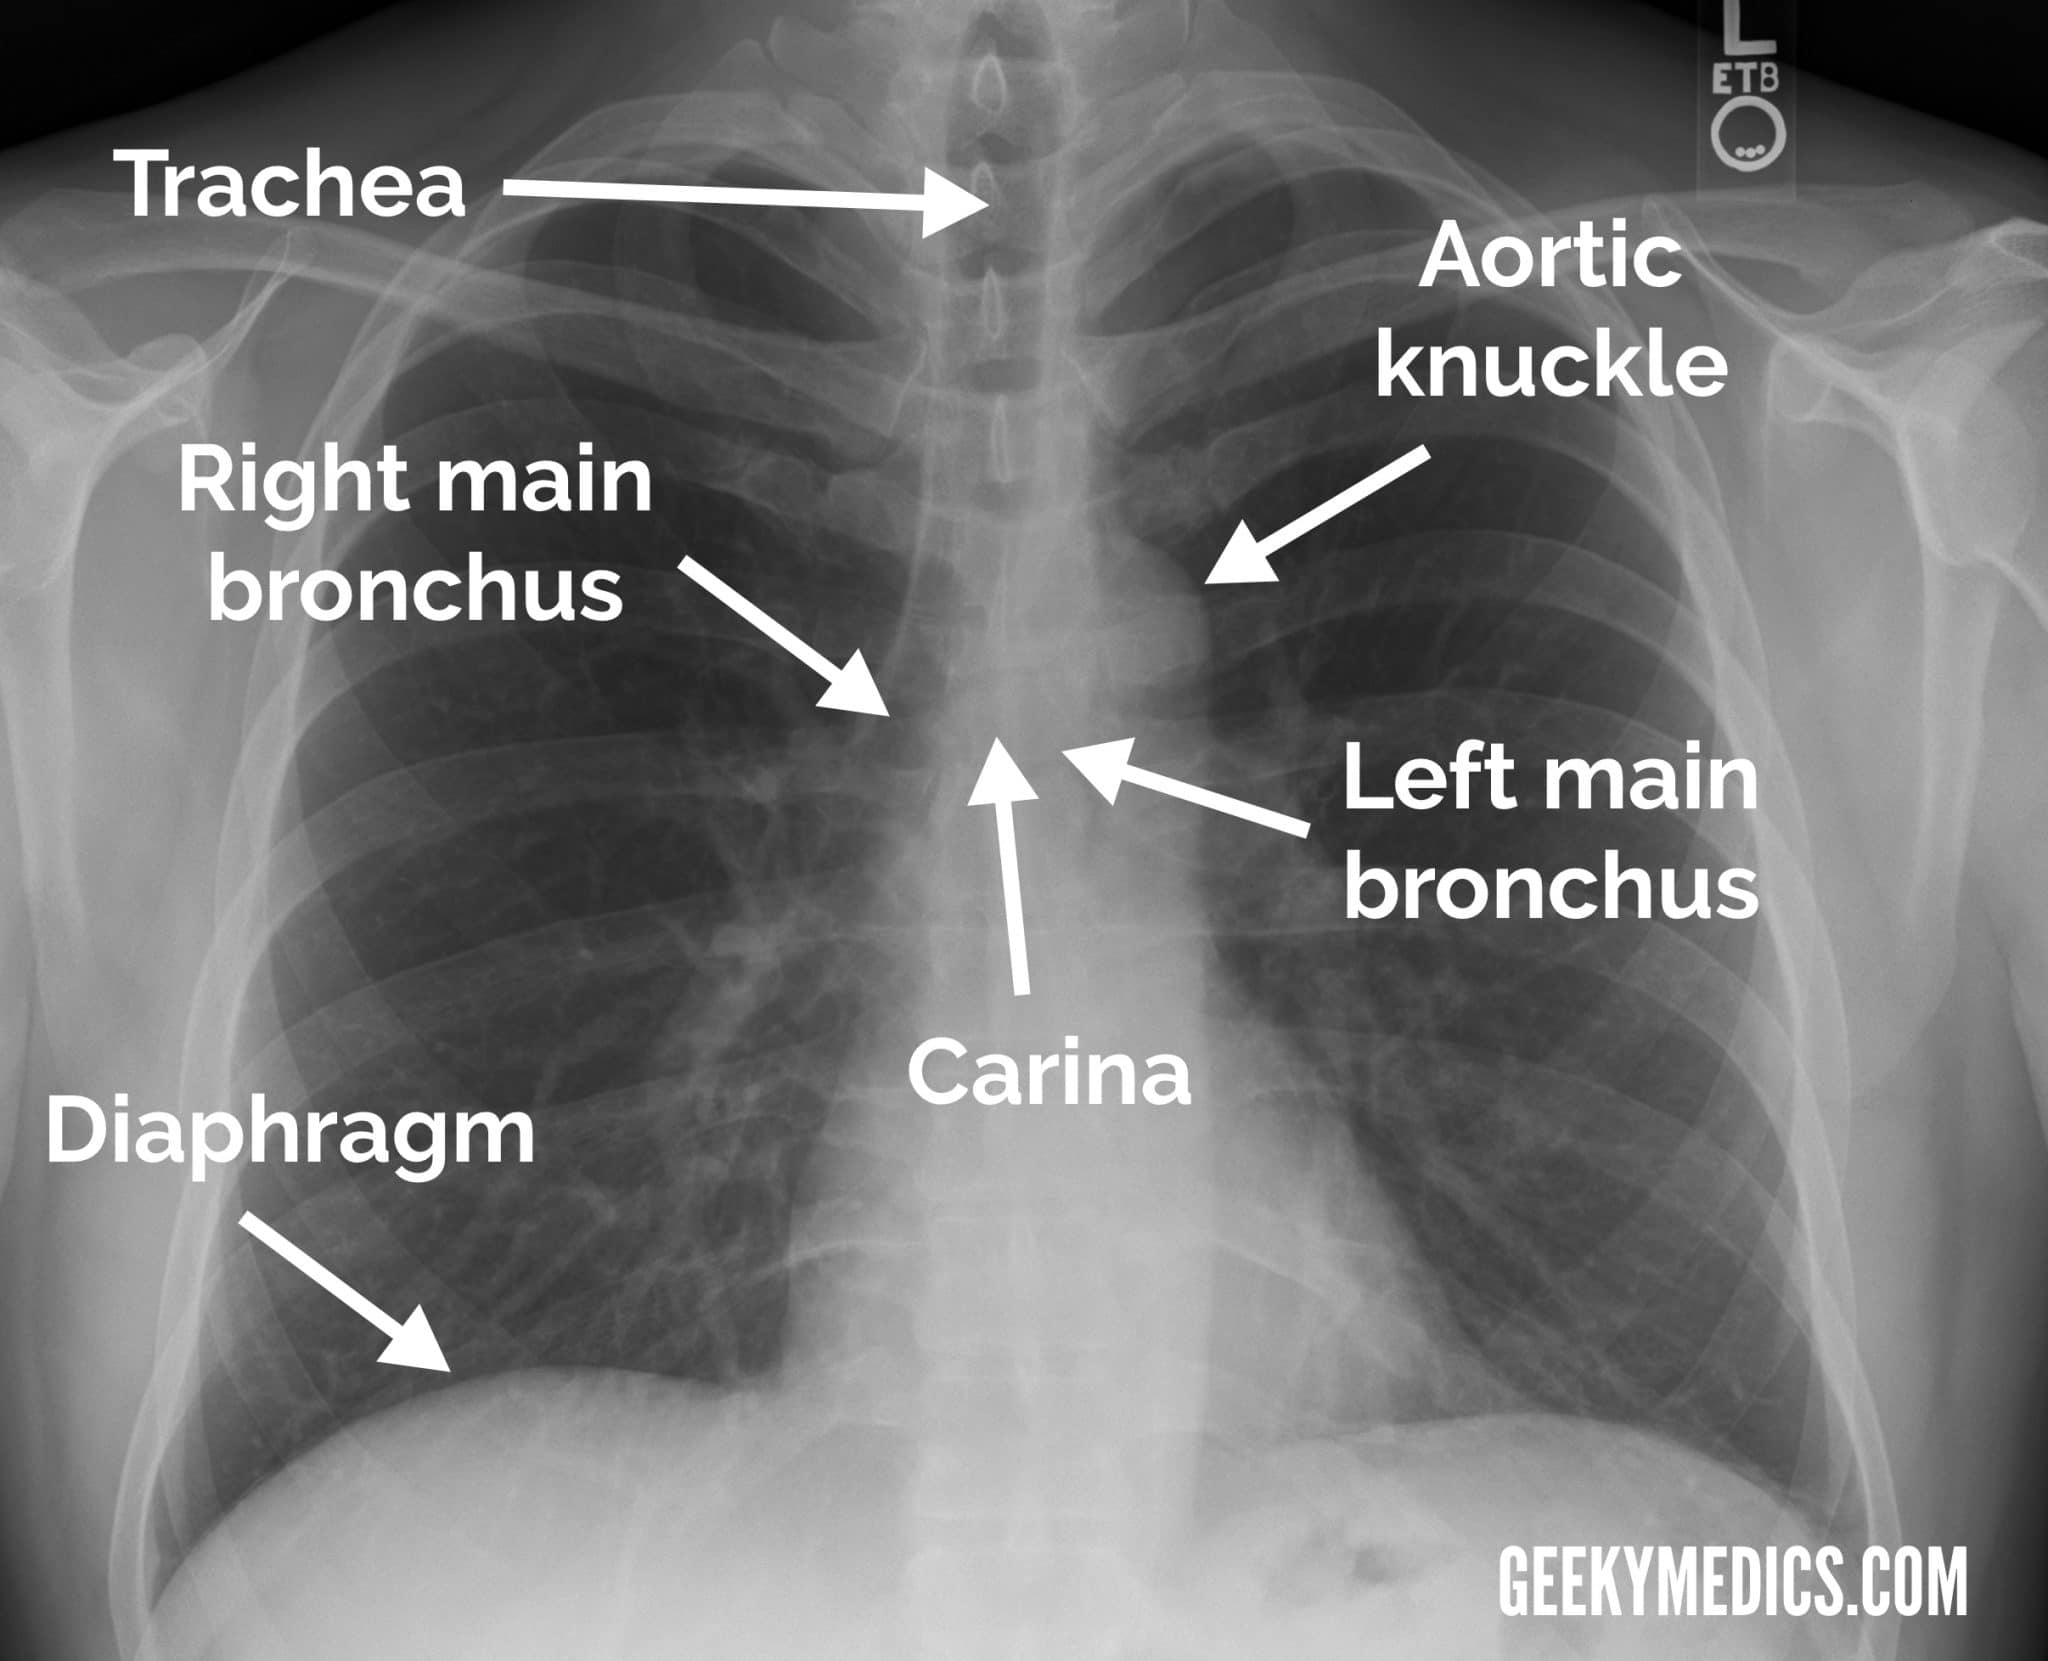 L
ETB
Trachea
Aortic
knuckle
Right main
bronchus
Left main
bronchus
Carina
Diaphragm
GEEKYMEDICS.COM